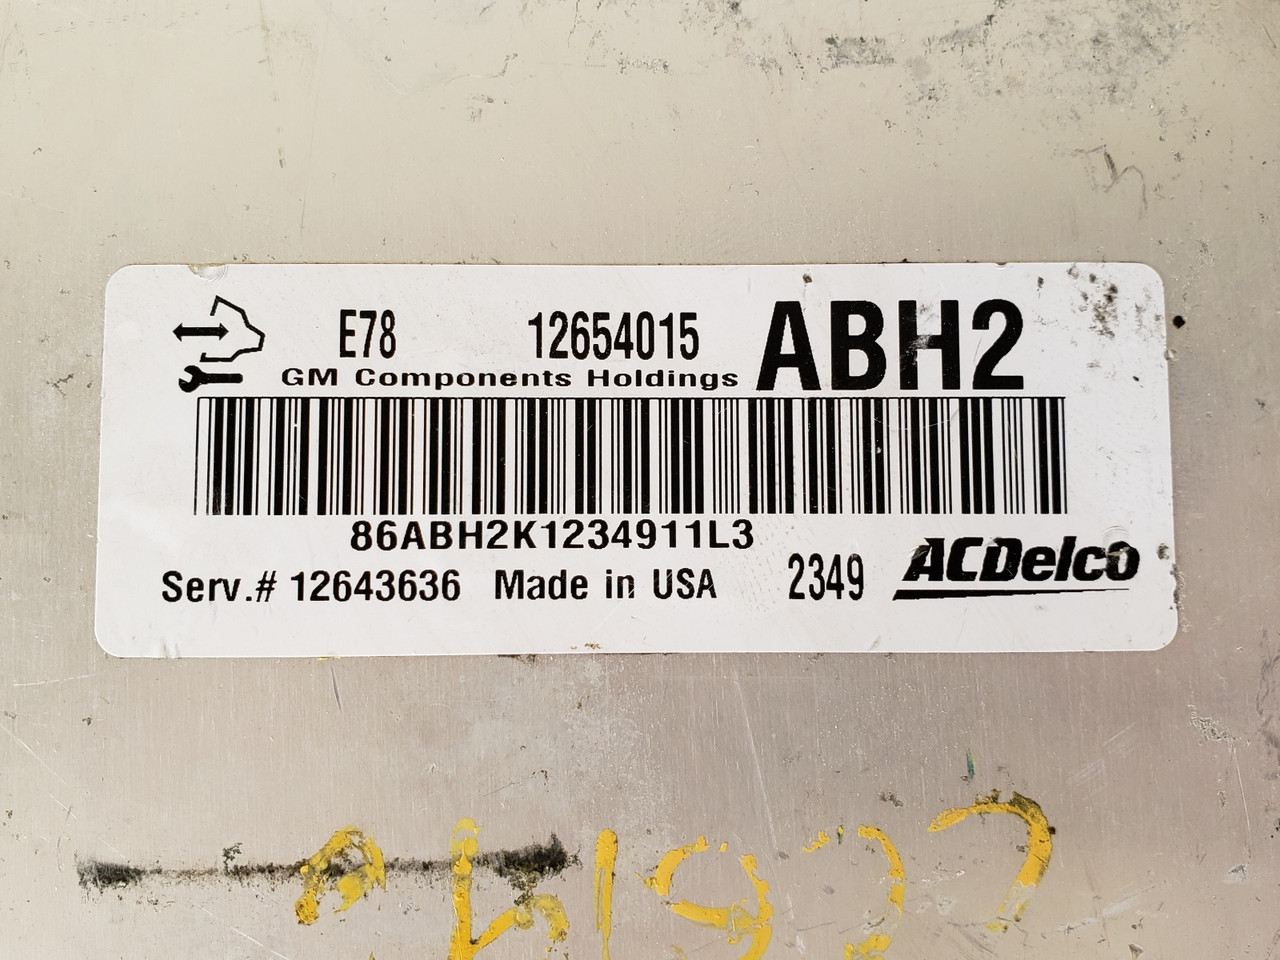 E78 12654015 ABH2
GM Components Holdings
86ABH2K1234911L3
Serv.# 12643636 Made in USA 2349 ACDelco